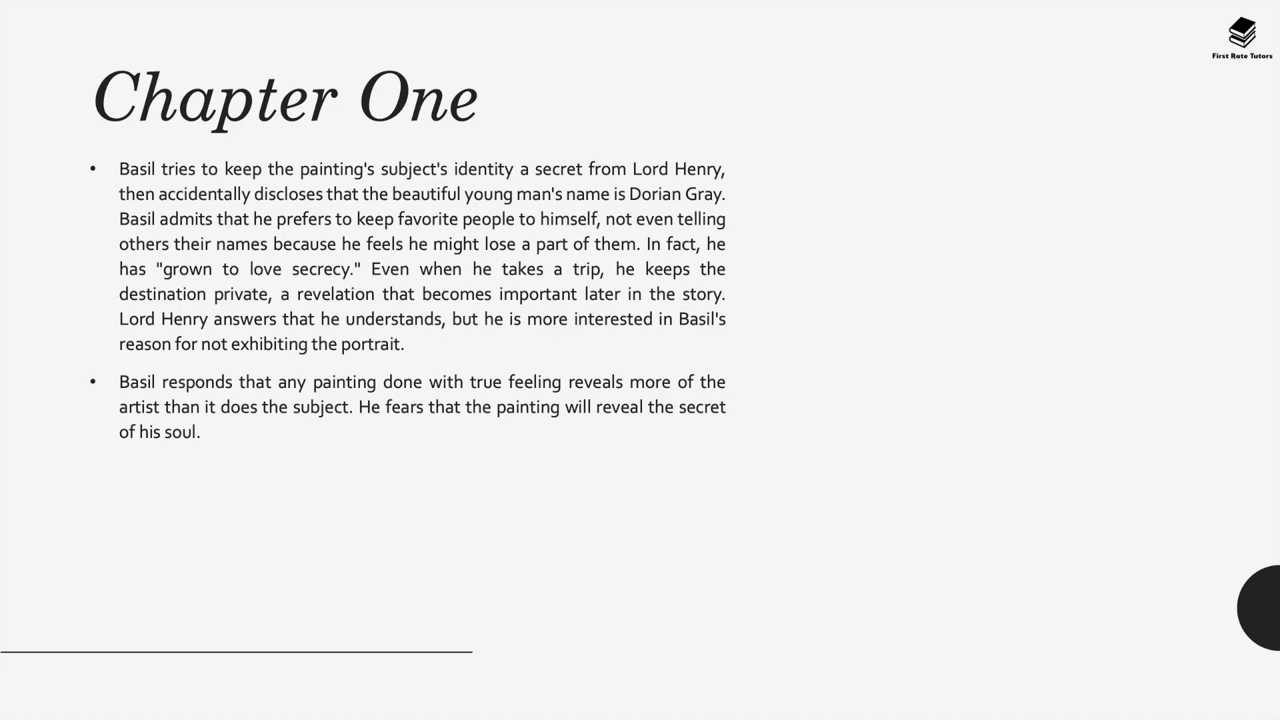 First Rate Tutors
Chapter One
• Basil tries to keep the painting's subject's identity a secret from Lord Henry,
then accidentally discloses that the beautiful young man's name is Dorian Gray.
Basil admits that he prefers to keep favorite people to himself, not even telling
others their names because he feels he might lose a part of them. In fact, he
has "grown to love secrecy." Even when he takes a trip, he keeps the
destination private, a revelation that becomes important later in the story.
Lord Henry answers that he understands, but he is more interested in Basil's
reason for not exhibiting the portrait.
• Basil responds that any painting done with true feeling reveals more of the
artist than it does the subject. He fears that the painting will reveal the secret
of his soul.